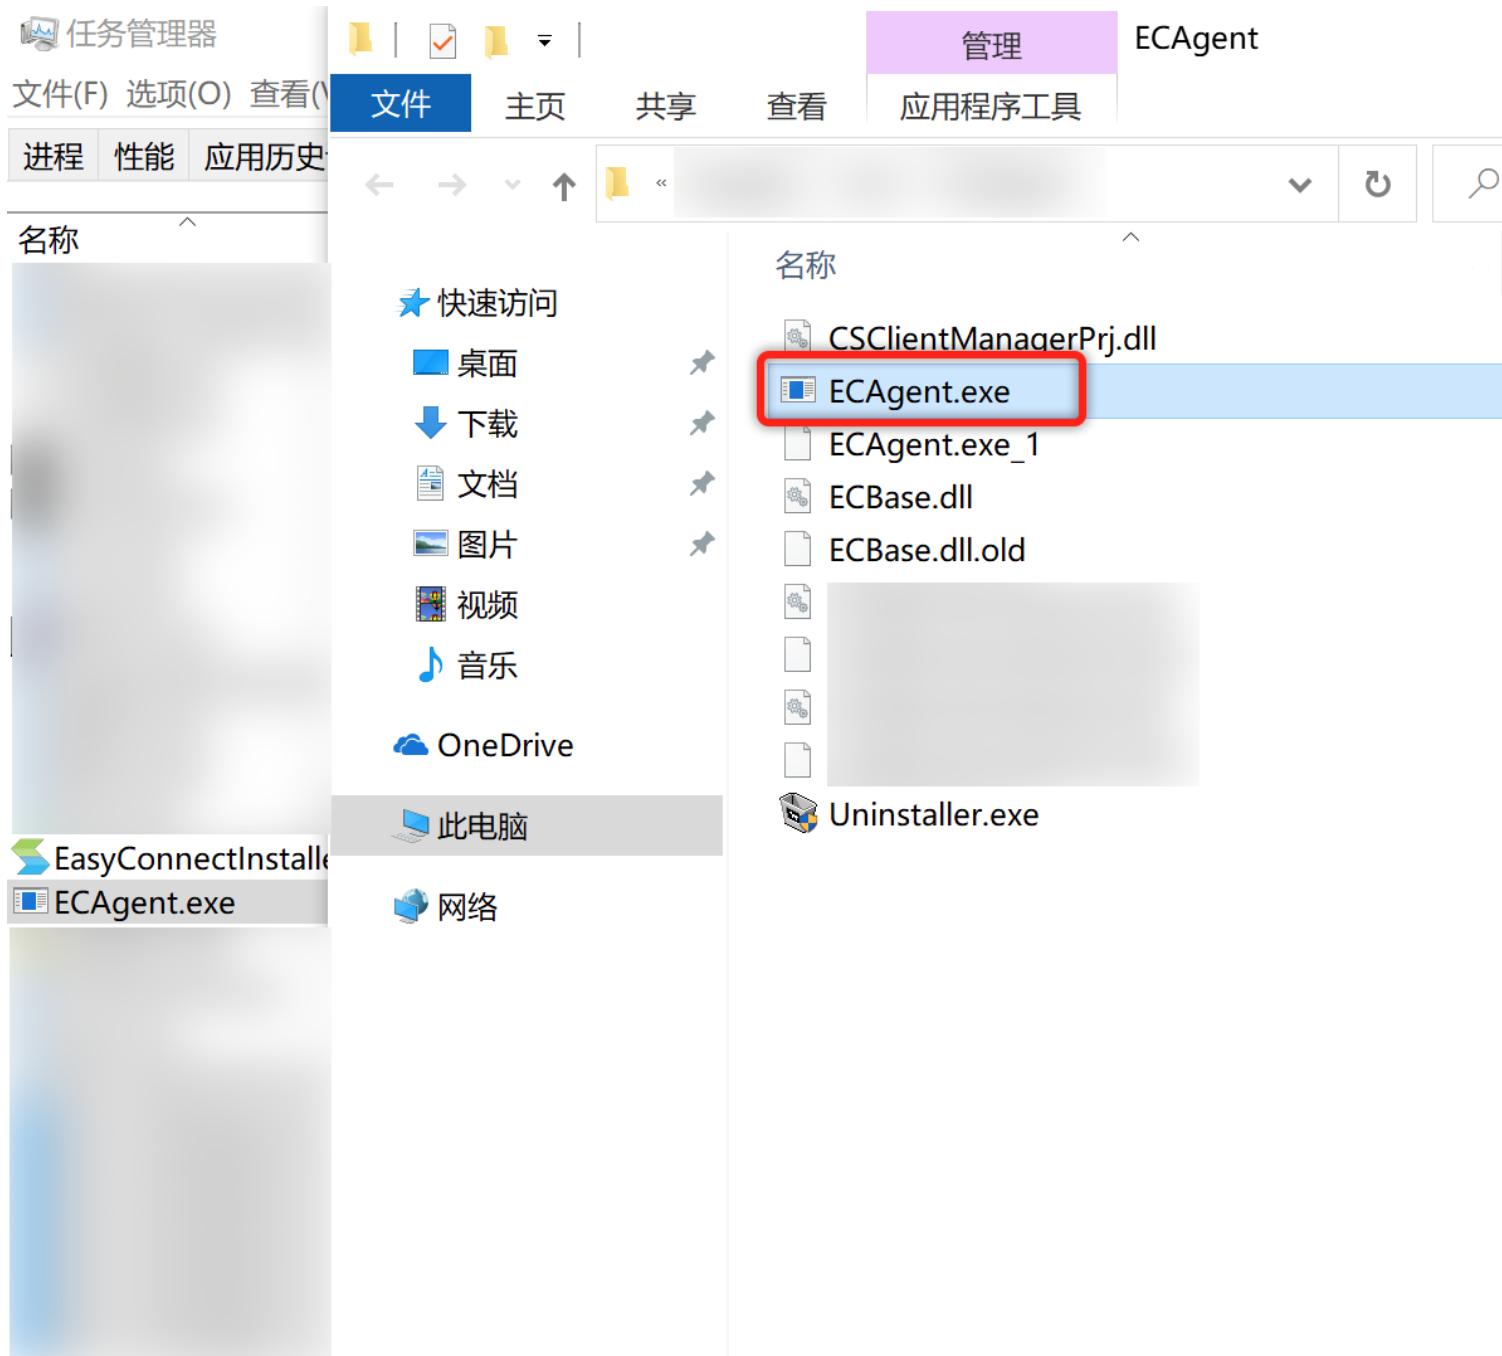 任务管理器
文件(F) 选项(O) 查看(V
进程 性能 应用历史
名称
EasyConnectInstalle
ECAgent.exe
管理
ECAgent
文件 主页 共享 查看 应用程序工具
«
快速访问
桌面
下载
文档
图片
视频
音乐
OneDrive
此电脑
网络
名称
CSClientManagerPrj.dll
ECAgent.exe
ECAgent.exe_1
ECBase.dll
ECBase.dll.old
Uninstaller.exe